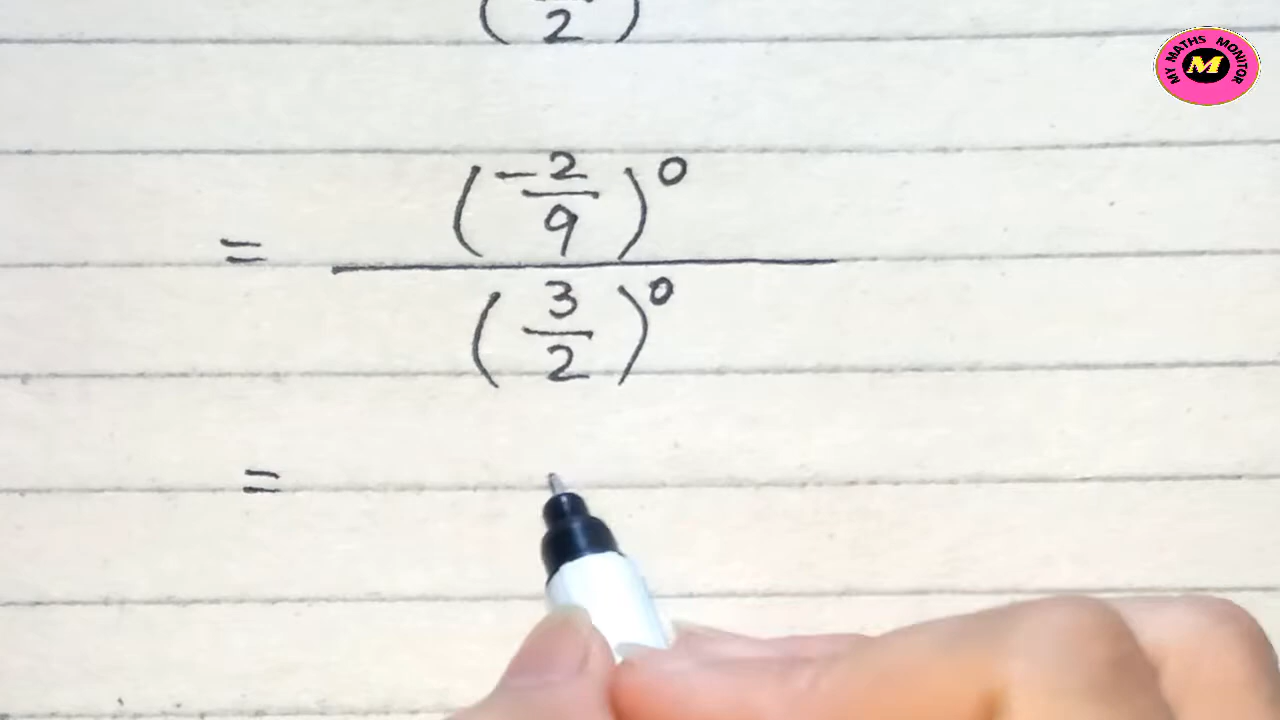 ( 2 )
MY MATHS MONITOR
M
= (-2/9)^0
(3/2)^0
=